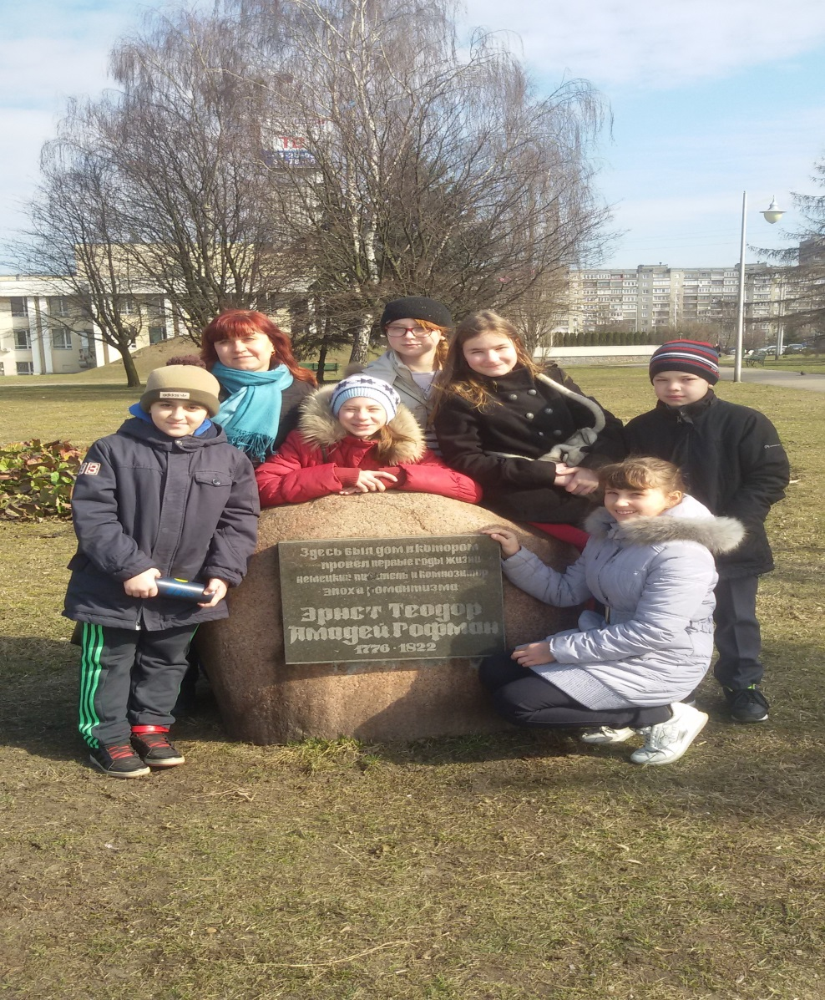 Здесь был дом в котором
провел первые годы жизни
немецкий писатель и композитор
эпохи романтизма
Эрнст Теодор
Амадей Гофман
1776 · 1822
adidas